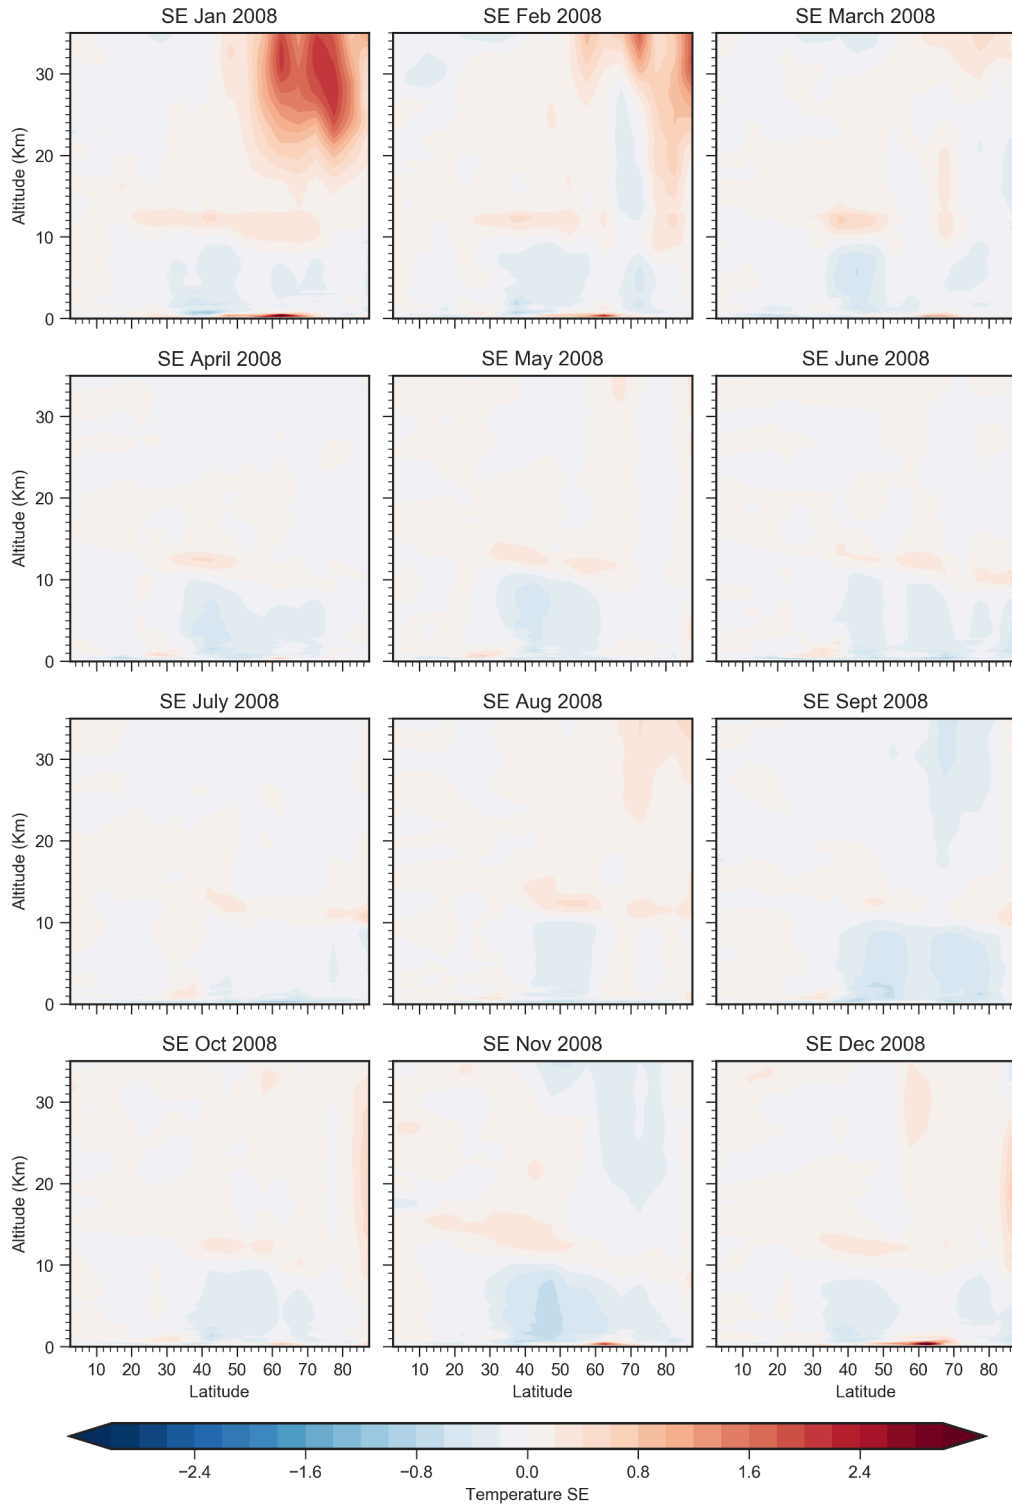 SE Jan 2008 SE Feb 2008 SE March 2008
30
20
10
0
Altitude (Km)
SE April 2008 SE May 2008 SE June 2008
30
20
10
0
Altitude (Km)
SE July 2008 SE Aug 2008 SE Sept 2008
30
20
10
0
Altitude (Km)
SE Oct 2008 SE Nov 2008 SE Dec 2008
30
20
10
0
Altitude (Km)
10 20 30 40 50 60 70 80 10 20 30 40 50 60 70 80 10 20 30 40 50 60 70 80
Latitude Latitude Latitude
−2.4 −1.6 −0.8 0.0 0.8 1.6 2.4
Temperature SE